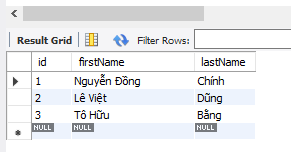 Result Grid Filter Rows:
id firstName lastName
1 Nguyễn Đồng Chính
2 Lê Việt Dũng
3 Tô Hữu Bằng
NULL NULL NULL